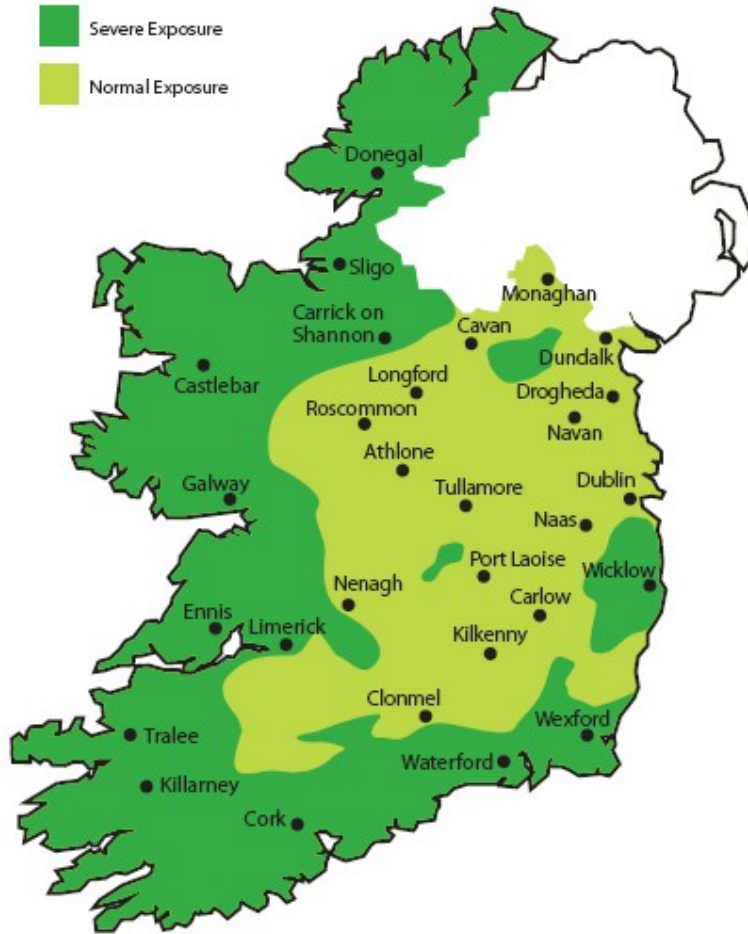 Severe Exposure
Normal Exposure
Donegal
Sligo
Monaghan
Carrick on
Shannon
Cavan
Dundalk
Castlebar
Longford
Drogheda
Roscommon
Navan
Athlone
Galway
Tullamore
Dublin
Naas
Port Laoise
Wicklow
Nenagh
Carlow
Ennis
Limerick
Kilkenny
Clonmel
Wexford
Tralee
Waterford
Killarney
Cork